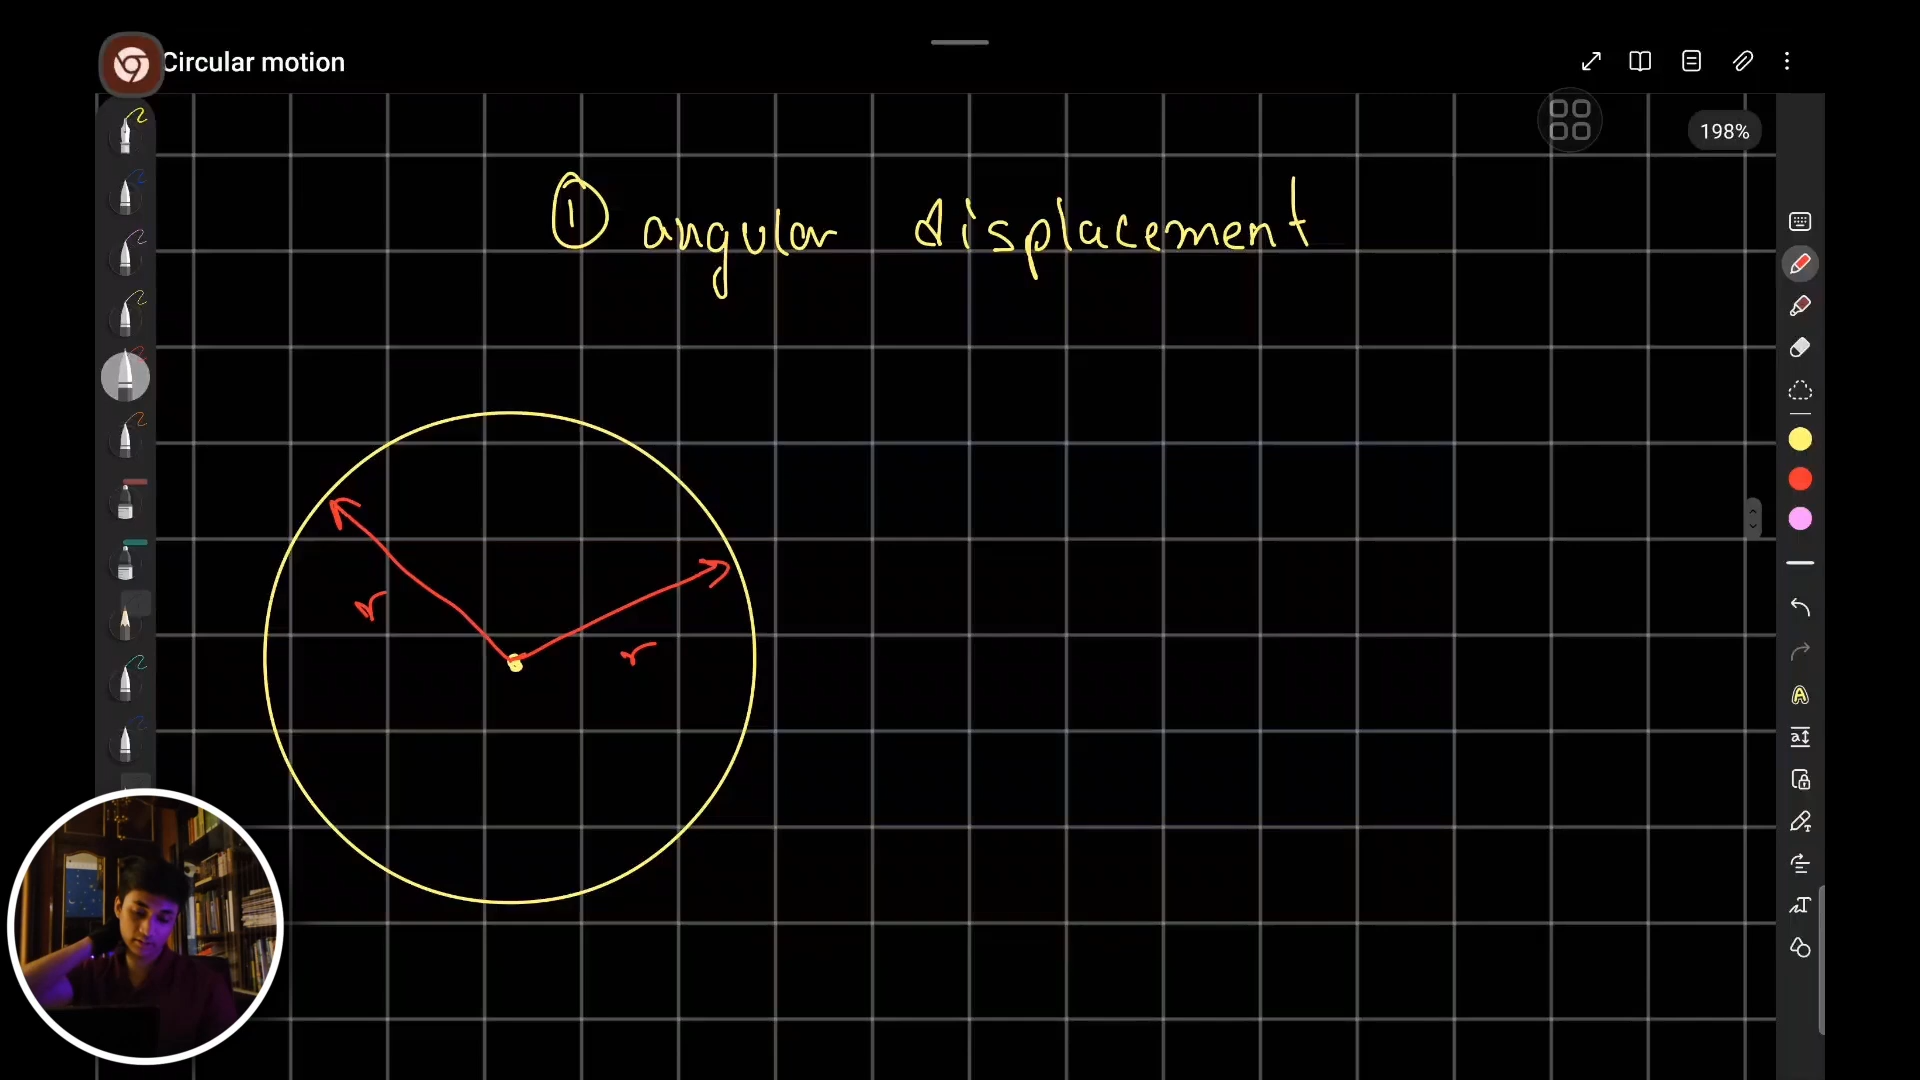 Circular motion
198%
① angular displacement
r
r